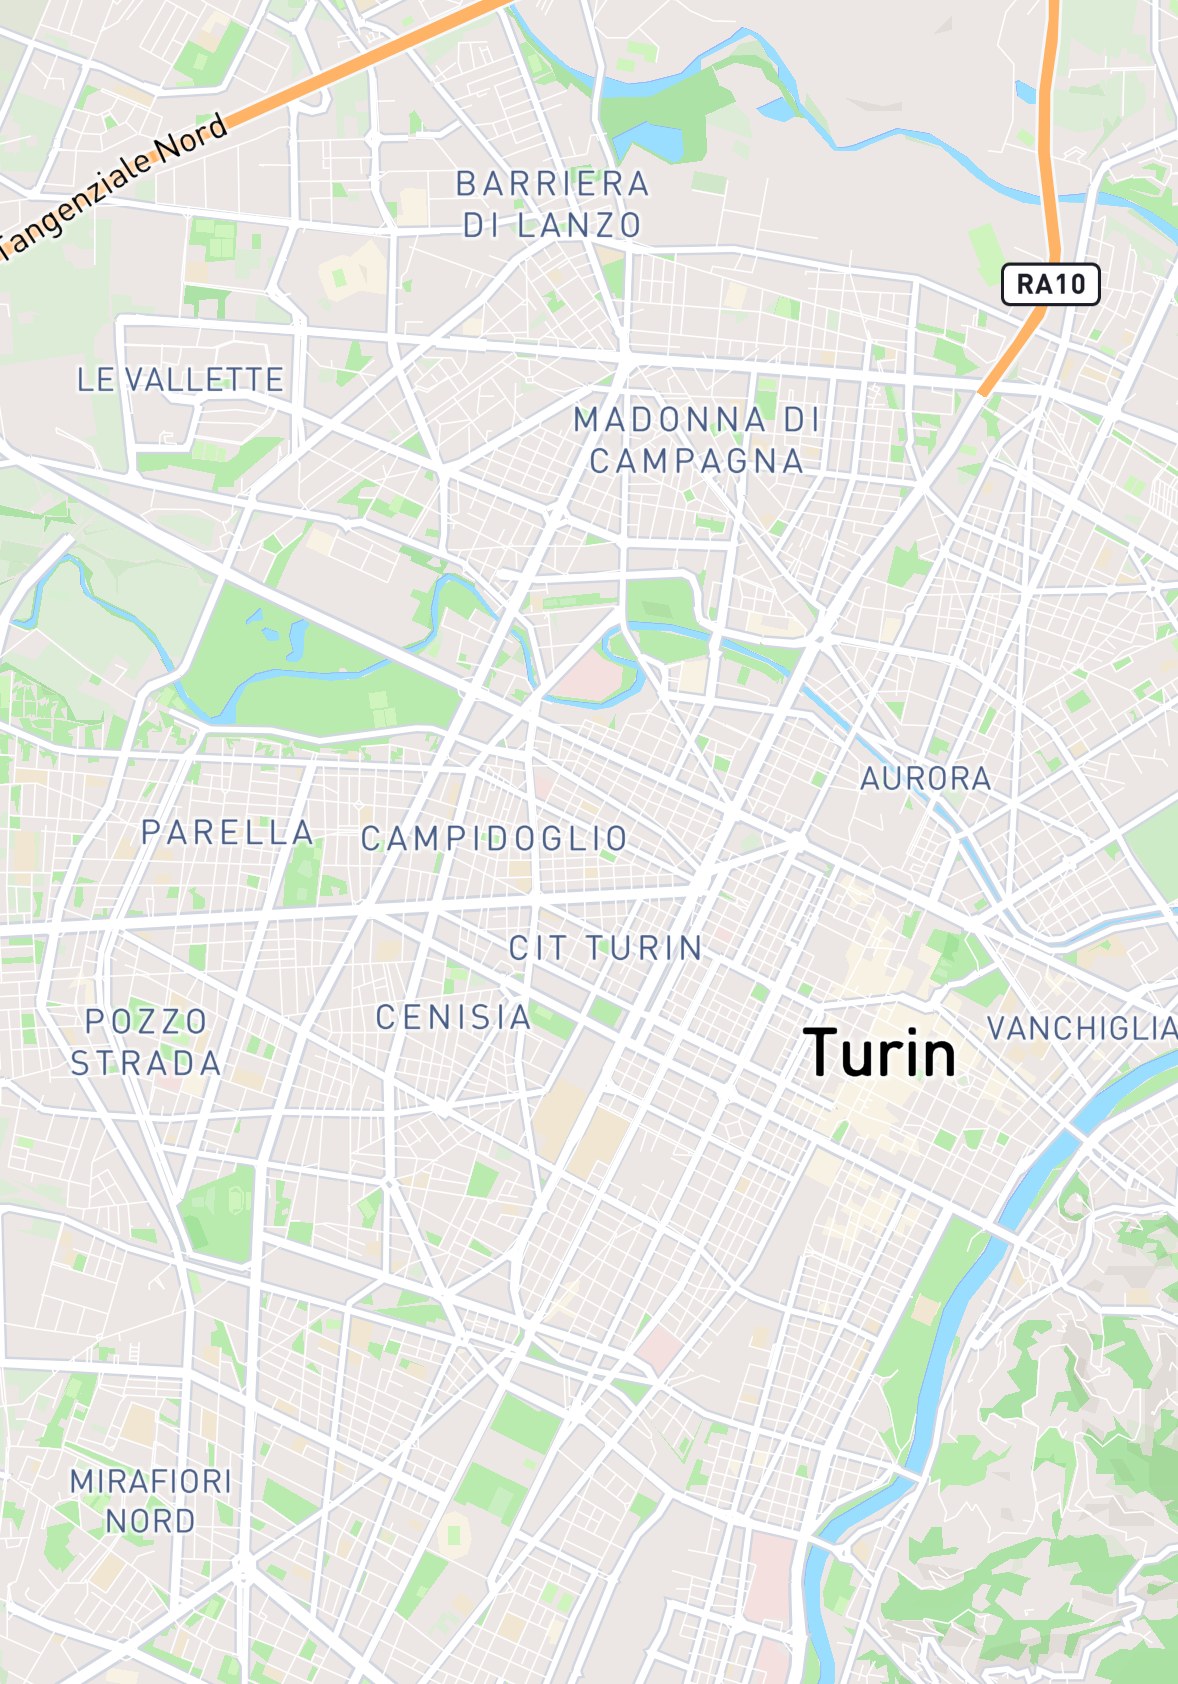 Tangenziale Nord
BARRIERA
DI LANZO
RA10
LE VALLETTE
MADONNA DI
CAMPAGNA
AURORA
PARELLA
CAMPIDOGLIO
CIT TURIN
CENISIA
POZZO
STRADA
VANCHIGLIA
Turin
MIRAFIORI
NORD